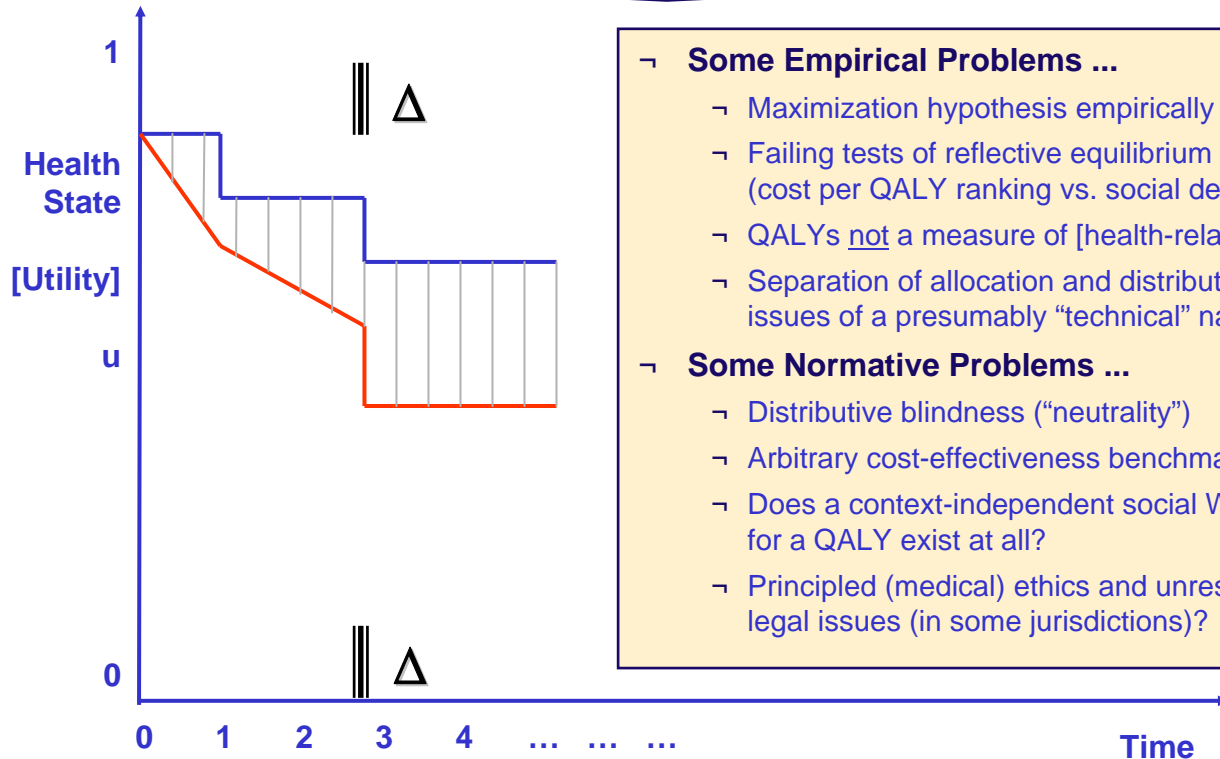 1
Health
State
[Utility]
u
0
Δ
Δ
0 1 2 3 4 ... ... ...
Time
¬ Some Empirical Problems ...
¬ Maximization hypothesis empirically
¬ Failing tests of reflective equilibrium
(cost per QALY ranking vs. social de
¬ QALYs not a measure of [health-rela
¬ Separation of allocation and distribut
issues of a presumably “technical” na
¬ Some Normative Problems ...
¬ Distributive blindness (“neutrality”)
¬ Arbitrary cost-effectiveness benchma
¬ Does a context-independent social W
for a QALY exist at all?
¬ Principled (medical) ethics and unres
legal issues (in some jurisdictions)?